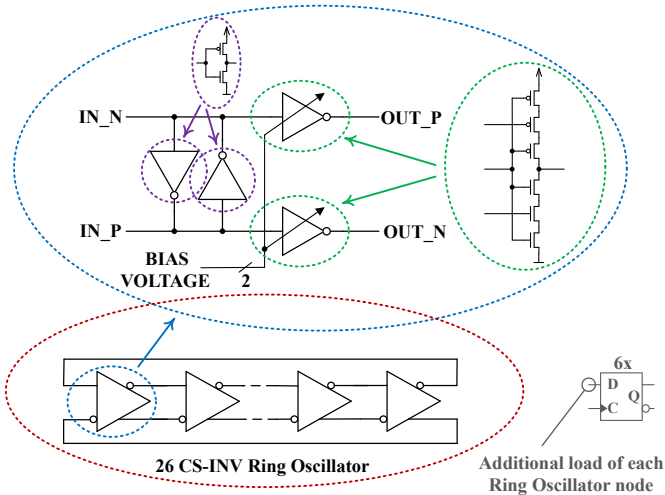 IN_N
OUT_P
IN_P
OUT_N
BIAS
VOLTAGE
2
6x
D
Q
C
26 CS-INV Ring Oscillator
Additional load of each
Ring Oscillator node